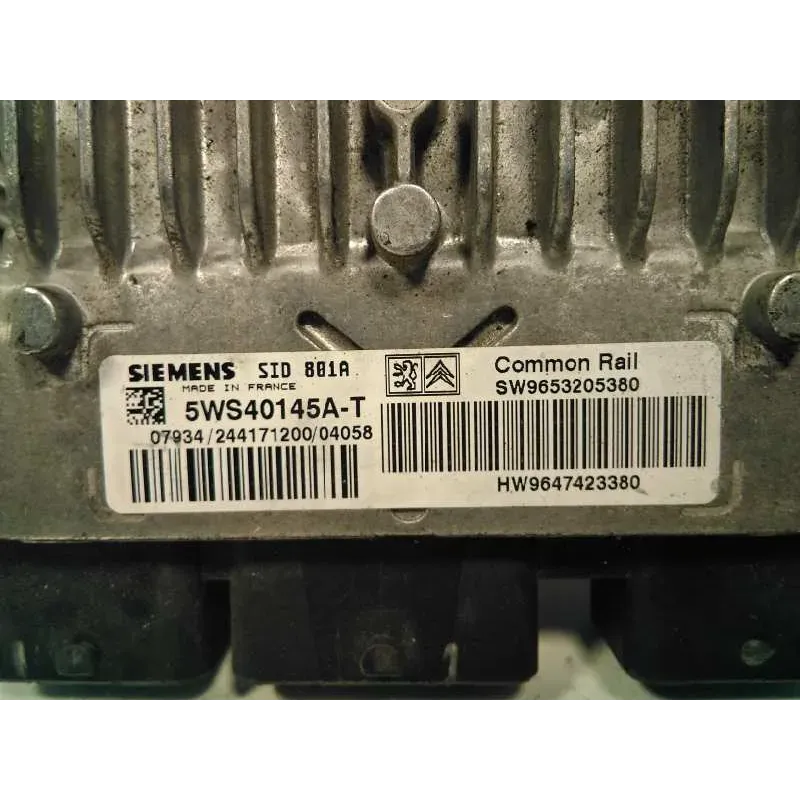 SIEMENS SID 801A
MADE IN FRANCE
5WS40145A-T
07934/244171200/04058
Common Rail
SW9653205380
HW9647423380